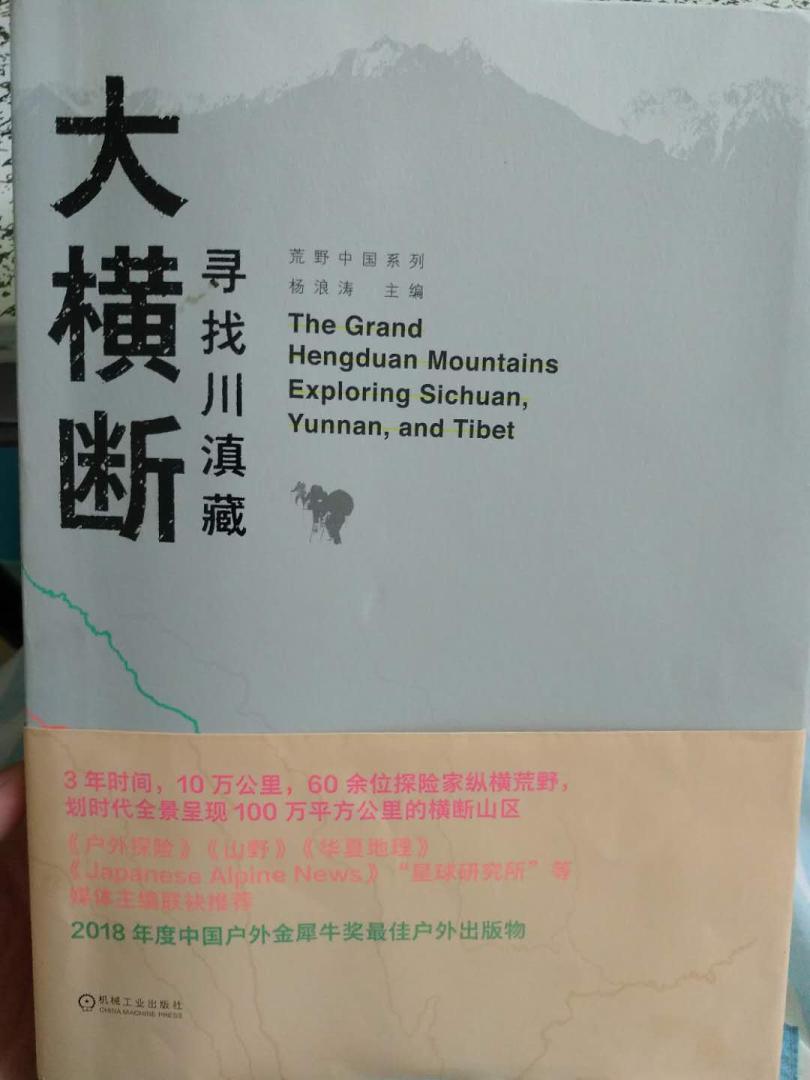 大横断
寻找川滇藏
荒野中国系列
杨浪涛 主编
The Grand
Hengduan Mountains
Exploring Sichuan,
Yunnan, and Tibet
3年时间，10万公里，60余位探险家纵横荒野，
划时代全景呈现100万平方公里的横断山区
《户外探险》《山野》《华夏地理》
《Japanese Alpine News》“星球研究所”等
媒体主编联袂推荐
2018年度中国户外金犀牛奖最佳户外出版物
机械工业出版社
CHINA MACHINE PRESS